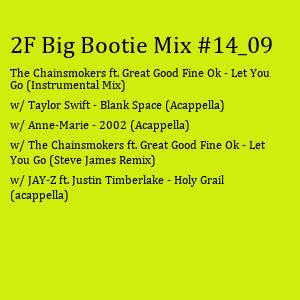 2F Big Bootie Mix #14_09
The Chainsmokers ft. Great Good Fine Ok - Let You
Go (Instrumental Mix)
w/ Taylor Swift - Blank Space (Acappella)
w/ Anne-Marie - 2002 (Acappella)
w/ The Chainsmokers ft. Great Good Fine Ok - Let
You Go (Steve James Remix)
w/ JAY-Z ft. Justin Timberlake - Holy Grail
(acappella)